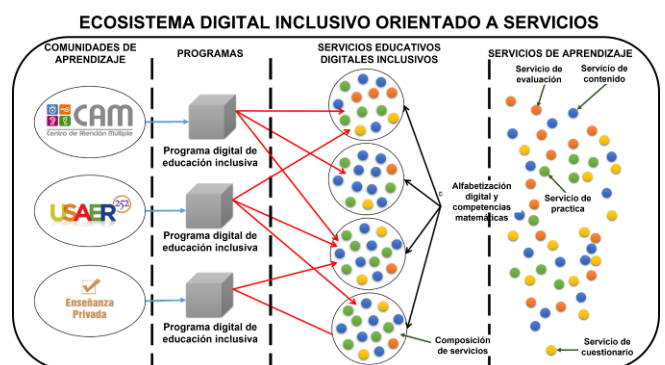 ECOSISTEMA DIGITAL INCLUSIVO ORIENTADO A SERVICIOS
COMUNIDADES DE
APRENDIZAJE
PROGRAMAS
SERVICIOS EDUCATIVOS
DIGITALES INCLUSIVOS
SERVICIOS DE APRENDIZAJE
CAM
Centro de Atención Múltiple
Programa digital de
educación inclusiva
USAER
252
Programa digital de
educación inclusiva
Enseñanza
Privada
Programa digital de
educación inclusiva
c
Alfabetización
digital y
competencias
matemáticas
Composición
de servicios
Servicio de
evaluación
Servicio de
contenido
Servicio de
practica
Servicio de
cuestionario